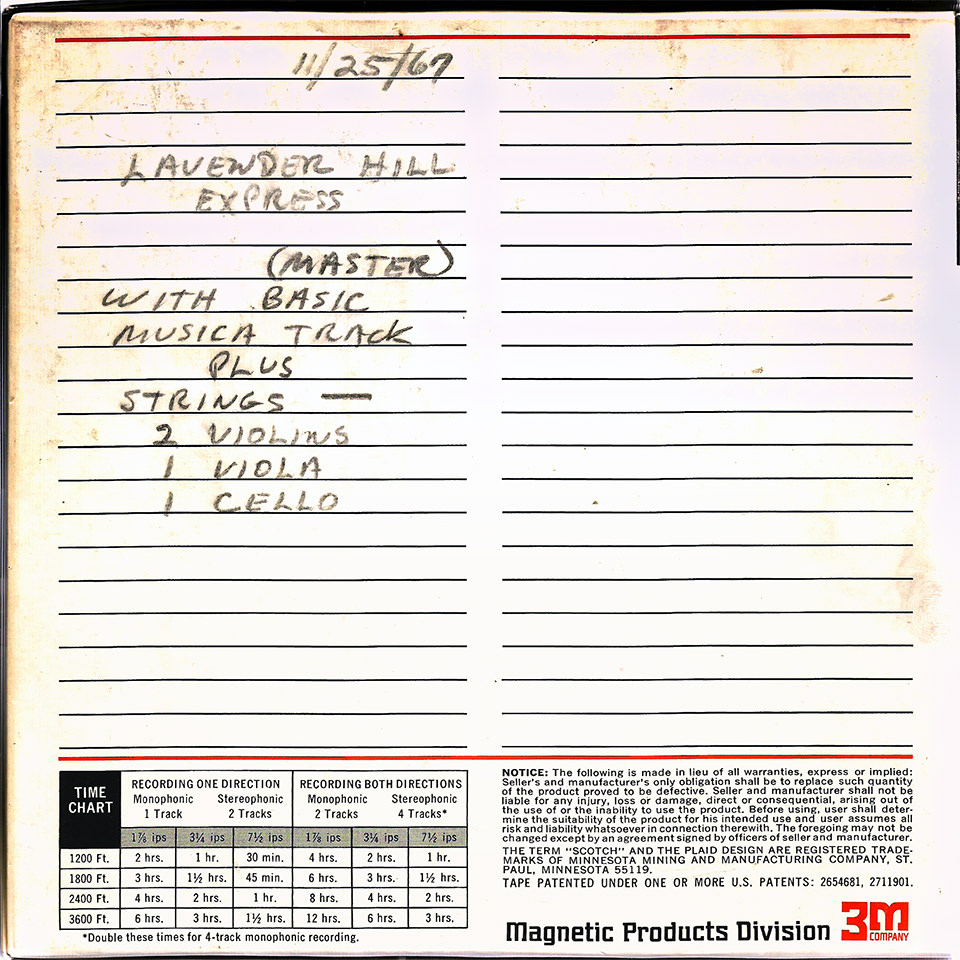 11/25/67
LAVENDER HILL
EXPRESS
(MASTER)
WITH BASIC
MUSICA TRACK
PLUS
STRINGS —
2 VIOLINS
1 VIOLA
1 CELLO
TIME CHART
RECORDING ONE DIRECTION RECORDING BOTH DIRECTIONS
Monophonic Stereophonic Monophonic Stereophonic
1 Track 2 Tracks 2 Tracks 4 Tracks*
1⅞ ips 3¾ ips 7½ ips 1⅞ ips 3¾ ips 7½ ips
1200 Ft. 2 hrs. 1 hr. 30 min. 4 hrs. 2 hrs. 1 hr.
1800 Ft. 3 hrs. 1½ hrs. 45 min. 6 hrs. 3 hrs. 1½ hrs.
2400 Ft. 4 hrs. 2 hrs. 1 hr. 8 hrs. 4 hrs. 2 hrs.
3600 Ft. 6 hrs. 3 hrs. 1½ hrs. 12 hrs. 6 hrs. 3 hrs.
*Double these times for 4-track monophonic recording.
NOTICE: The following is made in lieu of all warranties, express or implied:
Seller's and manufacturer's only obligation shall be to replace such quantity
of the product proved to be defective. Seller and manufacturer shall not be
liable for any injury, loss or damage, direct or consequential, arising out of
the use of or the inability to use the product. Before using, user shall deter-
mine the suitability of the product for his intended use and user assumes all
risk and liability whatsoever in connection therewith. The foregoing may not be
changed except by an agreement signed by officers of seller and manufacturer.
THE TERM "SCOTCH" AND THE PLAID DESIGN ARE REGISTERED TRADE-
MARKS OF MINNESOTA MINING AND MANUFACTURING COMPANY, ST.
PAUL, MINNESOTA 55119.
TAPE PATENTED UNDER ONE OR MORE U.S. PATENTS: 2654681, 2711901.
Magnetic Products Division 3M
COMPANY